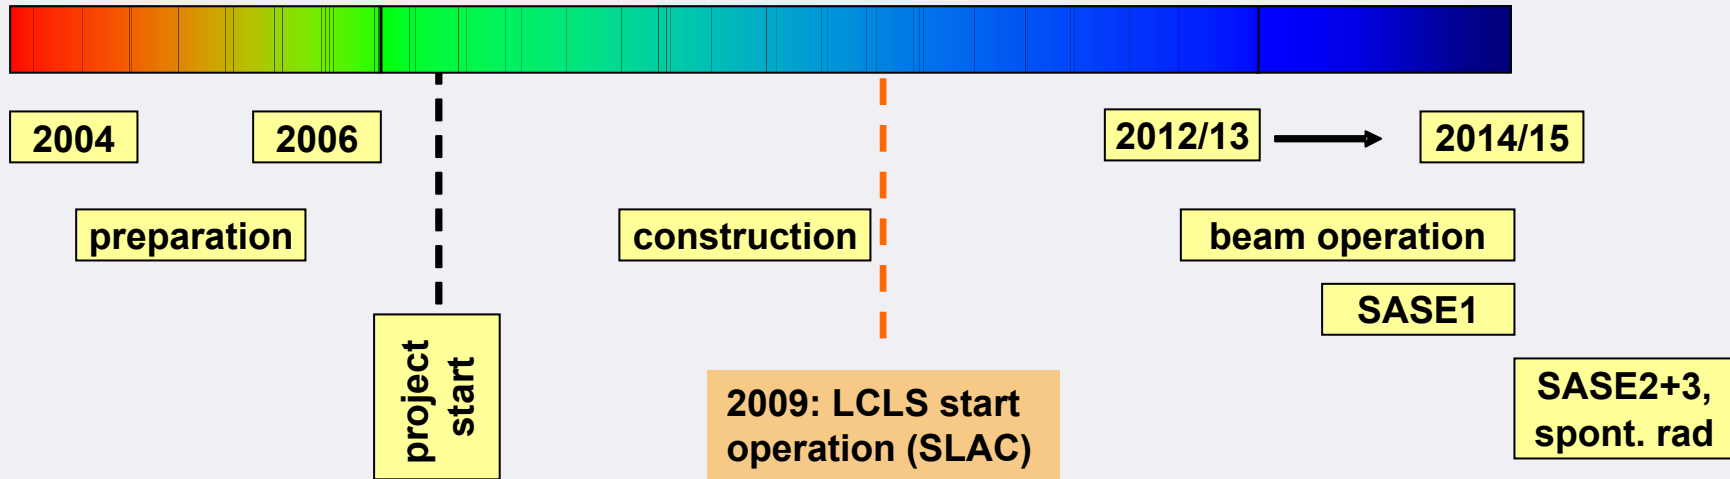 2004
2006
2012/13
2014/15
preparation
construction
beam operation
SASE1
project
start
2009: LCLS start
operation (SLAC)
SASE2+3,
spont. rad